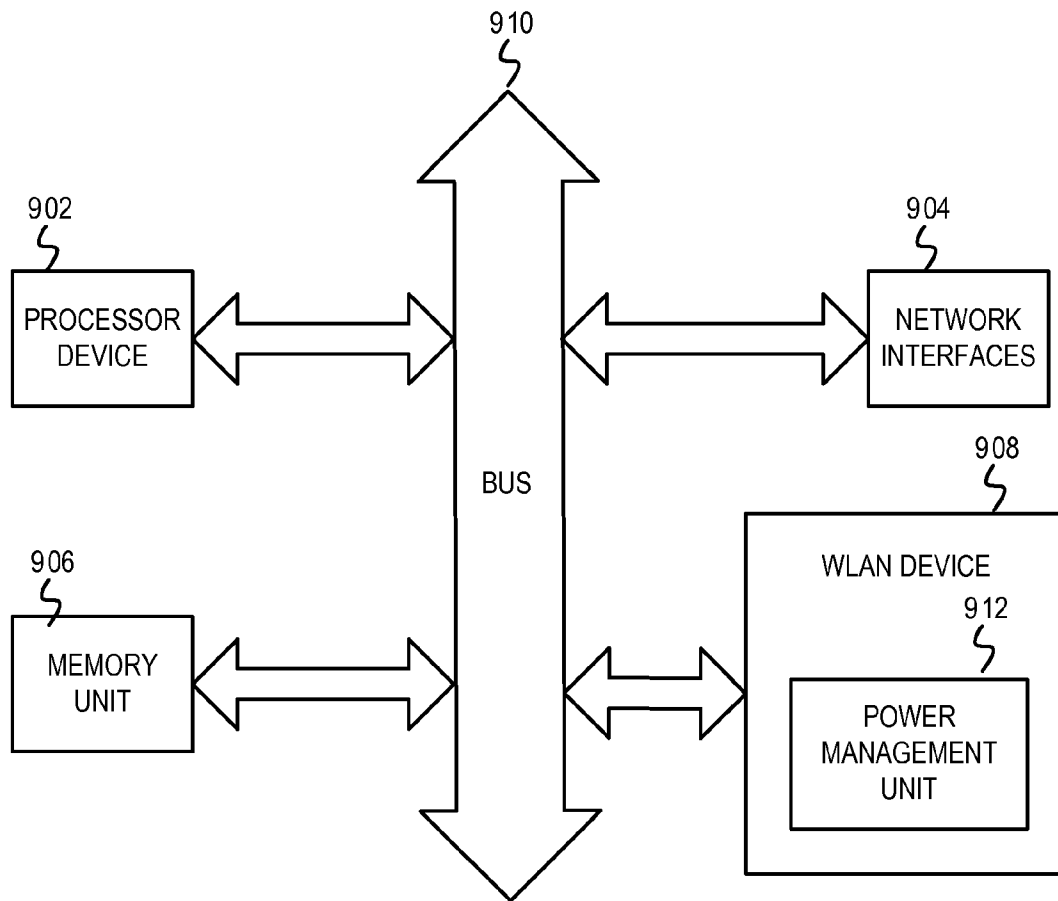 910
902
PROCESSOR
DEVICE
904
NETWORK
INTERFACES
BUS
906
MEMORY
UNIT
908
WLAN DEVICE
912
POWER
MANAGEMENT
UNIT